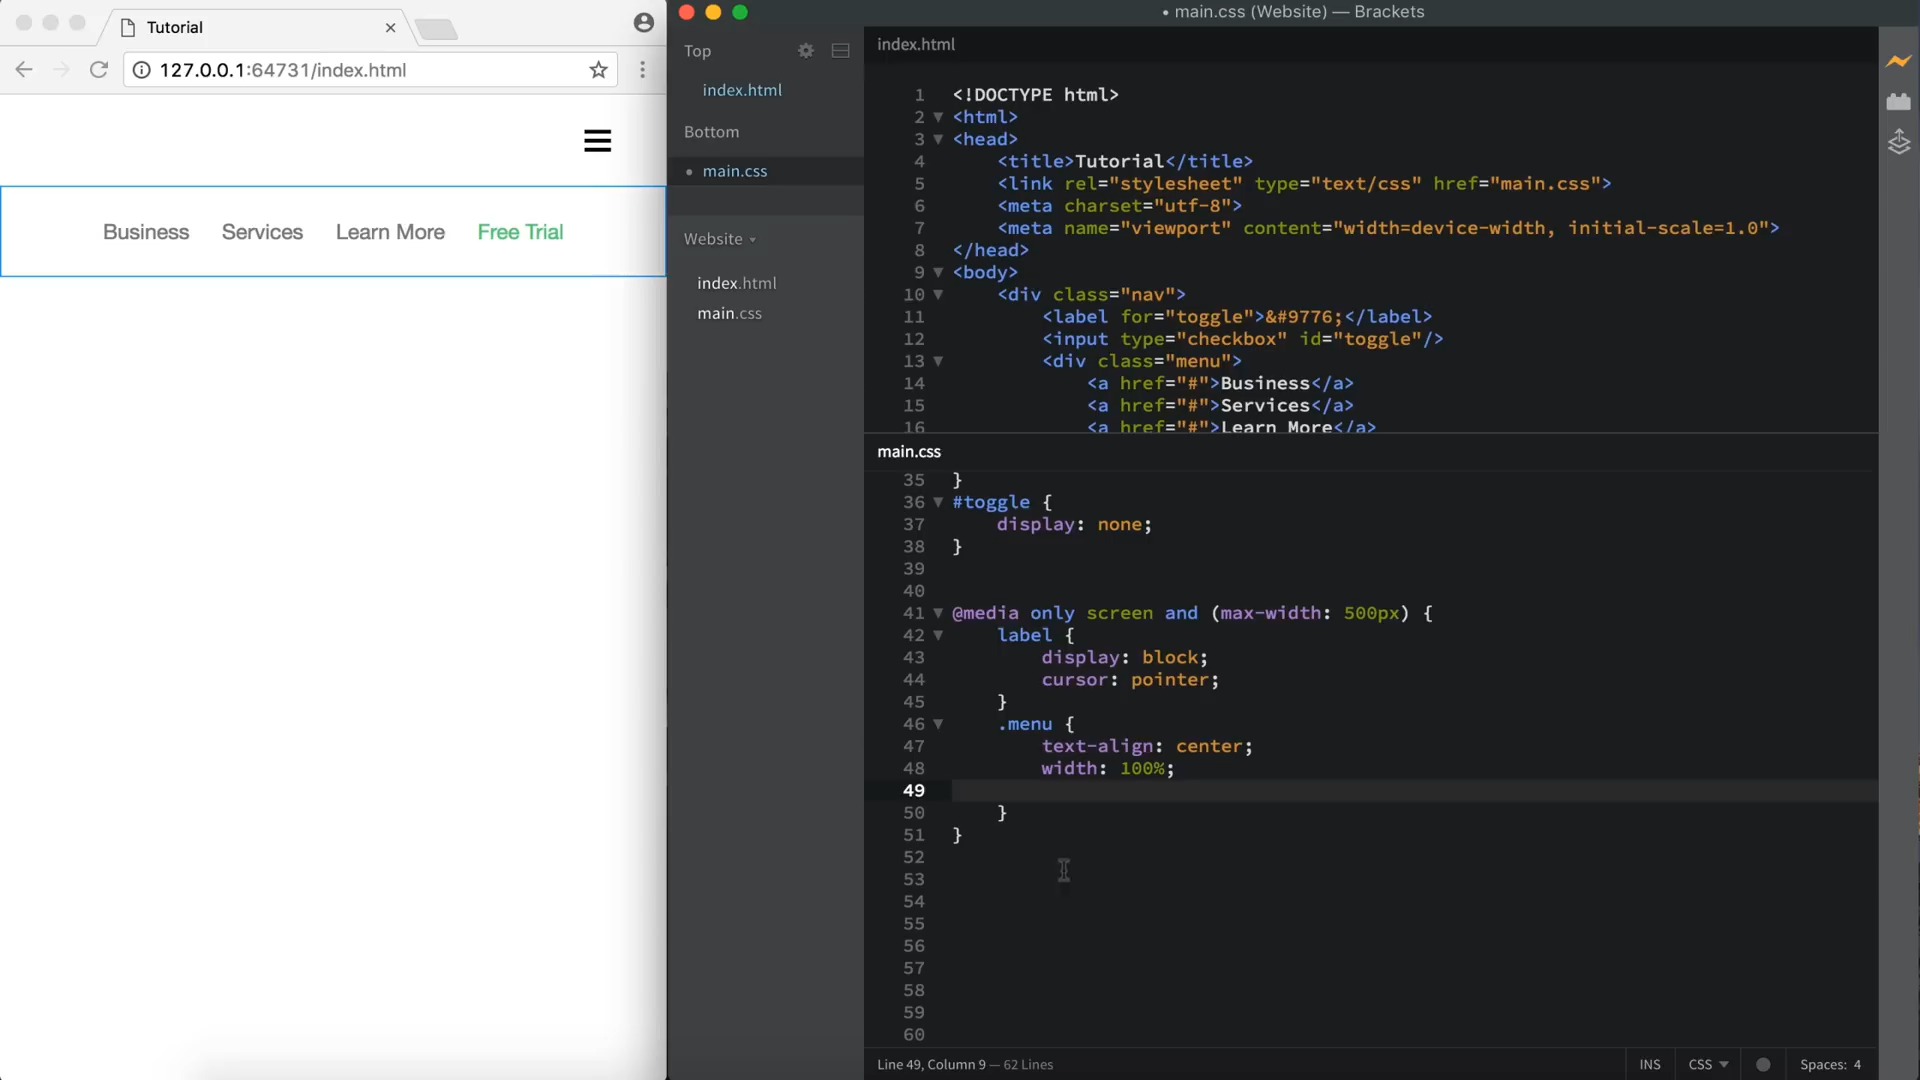 Tutorial
127.0.0.1:64731/index.html
☰
Business Services Learn More Free Trial
• main.css (Website) — Brackets
Top
index.html
Bottom
• main.css
Website
index.html
main.css
index.html
1 <!DOCTYPE html>
2 <html>
3 <head>
4 <title>Tutorial</title>
5 <link rel="stylesheet" type="text/css" href="main.css">
6 <meta charset="utf-8">
7 <meta name="viewport" content="width=device-width, initial-scale=1.0">
8 </head>
9 <body>
10 <div class="nav">
11 <label for="toggle">&#9776;</label>
12 <input type="checkbox" id="toggle"/>
13 <div class="menu">
14 <a href="#">Business</a>
15 <a href="#">Services</a>
16 <a href="#">Learn More</a>
main.css
35 }
36 #toggle {
37 display: none;
38 }
39
40
41 @media only screen and (max-width: 500px) {
42 label {
43 display: block;
44 cursor: pointer;
45 }
46 .menu {
47 text-align: center;
48 width: 100%;
49
50 }
51 }
52
53
54
55
56
57
58
59
60
Line 49, Column 9 — 62 Lines
INS CSS Spaces: 4